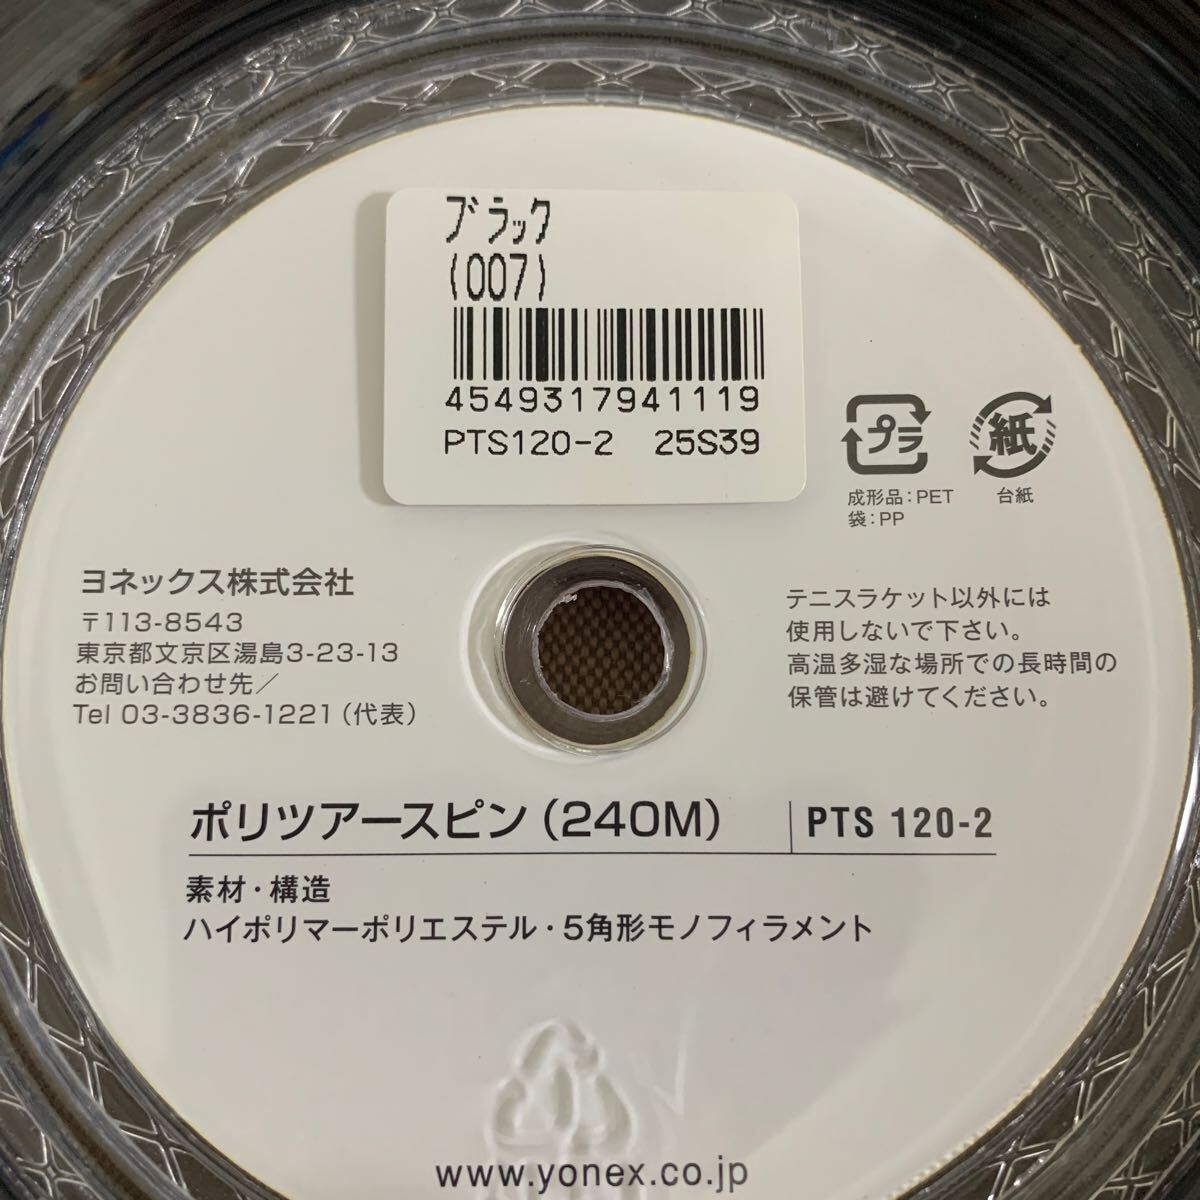 ブラック
(007)
4549317941119
PTS120-2 25S39
プラ
紙
成形品：PET
袋：PP
台紙
ヨネックス株式会社
〒113-8543
東京都文京区湯島3-23-13
お問い合わせ先／
Tel 03-3836-1221（代表）
テニスラケット以外には
使用しないで下さい。
高温多湿な場所での長時間の
保管は避けてください。
ポリツアースピン（240M） PTS 120-2
素材・構造
ハイポリマーポリエステル・5角形モノフィラメント
www.yonex.co.jp